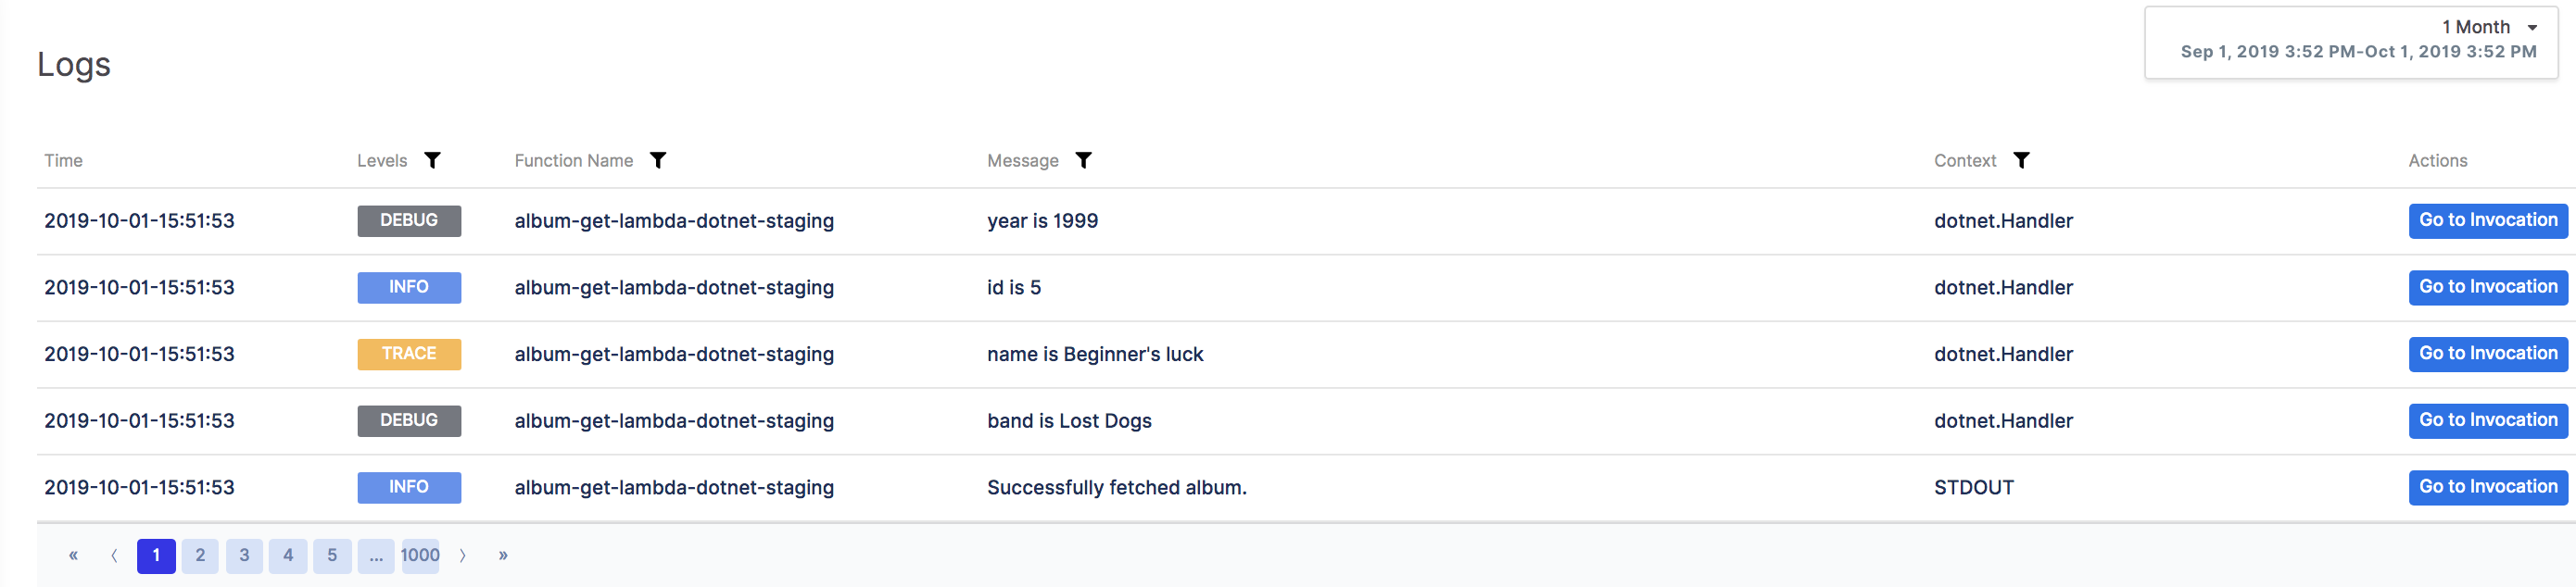 1 Month
Sep 1, 2019 3:52 PM-Oct 1, 2019 3:52 PM
Logs
Time Levels Function Name Message Context Actions
2019-10-01-15:51:53 DEBUG album-get-lambda-dotnet-staging year is 1999 dotnet.Handler Go to Invocation
2019-10-01-15:51:53 INFO album-get-lambda-dotnet-staging id is 5 dotnet.Handler Go to Invocation
2019-10-01-15:51:53 TRACE album-get-lambda-dotnet-staging name is Beginner's luck dotnet.Handler Go to Invocation
2019-10-01-15:51:53 DEBUG album-get-lambda-dotnet-staging band is Lost Dogs dotnet.Handler Go to Invocation
2019-10-01-15:51:53 INFO album-get-lambda-dotnet-staging Successfully fetched album. STDOUT Go to Invocation
« ‹ 1 2 3 4 5 ... 1000 › »